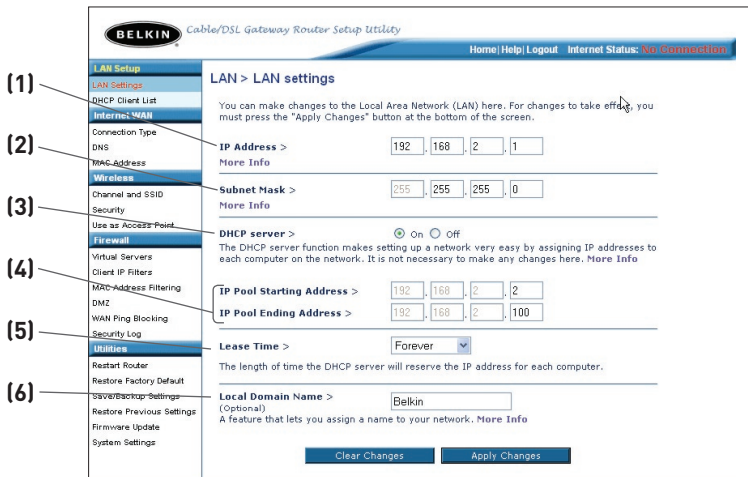 BELKIN
Cable/DSL Gateway Router Setup Utility
Home| Help| Logout Internet Status: No Connection
LAN Setup
LAN Settings
DHCP Client List
Internet WAN
Connection Type
DNS
MAC Address
Wireless
Channel and SSID
Security
Use as Access Point
Firewall
Virtual Servers
Client IP Filters
MAC Address Filtering
DMZ
WAN Ping Blocking
Security Log
Utilities
Restart Router
Restore Factory Default
Save/Backup Settings
Restore Previous Settings
Firmware Update
System Settings
(1)
(2)
(3)
(4)
(5)
(6)
LAN > LAN settings
You can make changes to the Local Area Network (LAN) here. For changes to take effect, you
must press the "Apply Changes" button at the bottom of the screen.
IP Address > 192 . 168 . 2 . 1
More Info
Subnet Mask > 255 . 255 . 255 . 0
More Info
DHCP server > On Off
The DHCP server function makes setting up a network very easy by assigning IP addresses to
each computer on the network. It is not necessary to make any changes here. More Info
IP Pool Starting Address > 192 . 168 . 2 . 2
IP Pool Ending Address > 192 . 168 . 2 . 100
Lease Time > Forever
The length of time the DHCP server will reserve the IP address for each computer.
Local Domain Name > Belkin
(Optional)
A feature that lets you assign a name to your network. More Info
Clear Changes Apply Changes